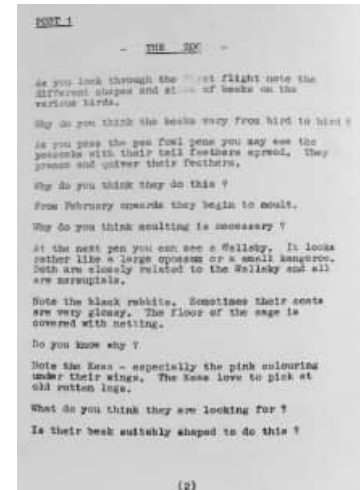 POST 1
- THE ZOO -
As you look through the first flight note the
different shapes and sizes of beaks on the
various birds.
Why do you think the beaks vary from bird to bird ?
As you pass the pea fowl pens you may see the
peacocks with their tail feathers spread. They
prance and quiver their feathers.
Why do you think they do this ?
From February onwards they begin to moult.
Why do you think moulting is necessary ?
At the next pen you can see a Wallaby. It looks
rather like a large opossum or a small kangaroo.
Both are closely related to the Wallaby and all
are marsupials.
Note the black rabbits. Sometimes their coats
are very glossy. The floor of the cage is
covered with netting.
Do you know why ?
Note the Keas - especially the pink colouring
under their wings. The Keas love to pick at
old rotten logs.
What do you think they are looking for ?
Is their beak suitably shaped to do this ?
(2)